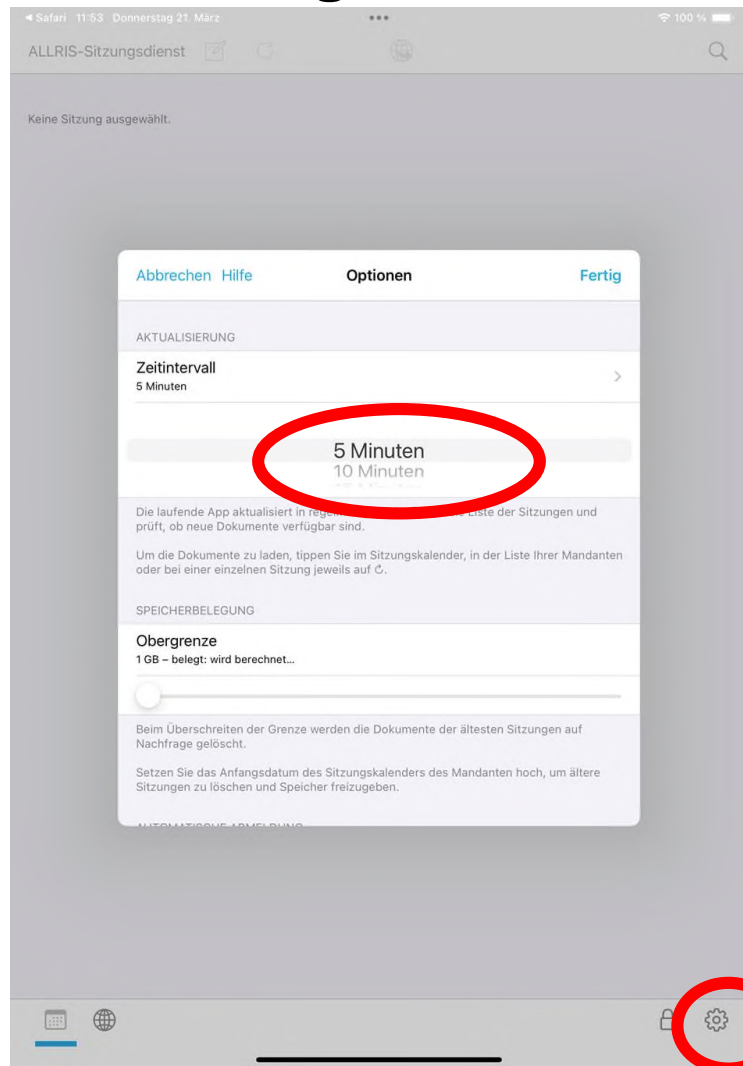 Safari 11:53 Donnerstag 21. März 100 %
ALLRIS-Sitzungsdienst
Keine Sitzung ausgewählt.
Abbrechen Hilfe Optionen Fertig
AKTUALISIERUNG
Zeitintervall
5 Minuten
5 Minuten
10 Minuten
Die laufende App aktualisiert in Liste der Sitzungen und
prüft, ob neue Dokumente verfügbar sind.
Um die Dokumente zu laden, tippen Sie im Sitzungskalender, in der Liste Ihrer Mandanten
oder bei einer einzelnen Sitzung jeweils auf ↻.
SPEICHERBELEGUNG
Obergrenze
1 GB – belegt: wird berechnet...
Beim Überschreiten der Grenze werden die Dokumente der ältesten Sitzungen auf
Nachfrage gelöscht.
Setzen Sie das Anfangsdatum des Sitzungskalenders des Mandanten hoch, um ältere
Sitzungen zu löschen und Speicher freizugeben.